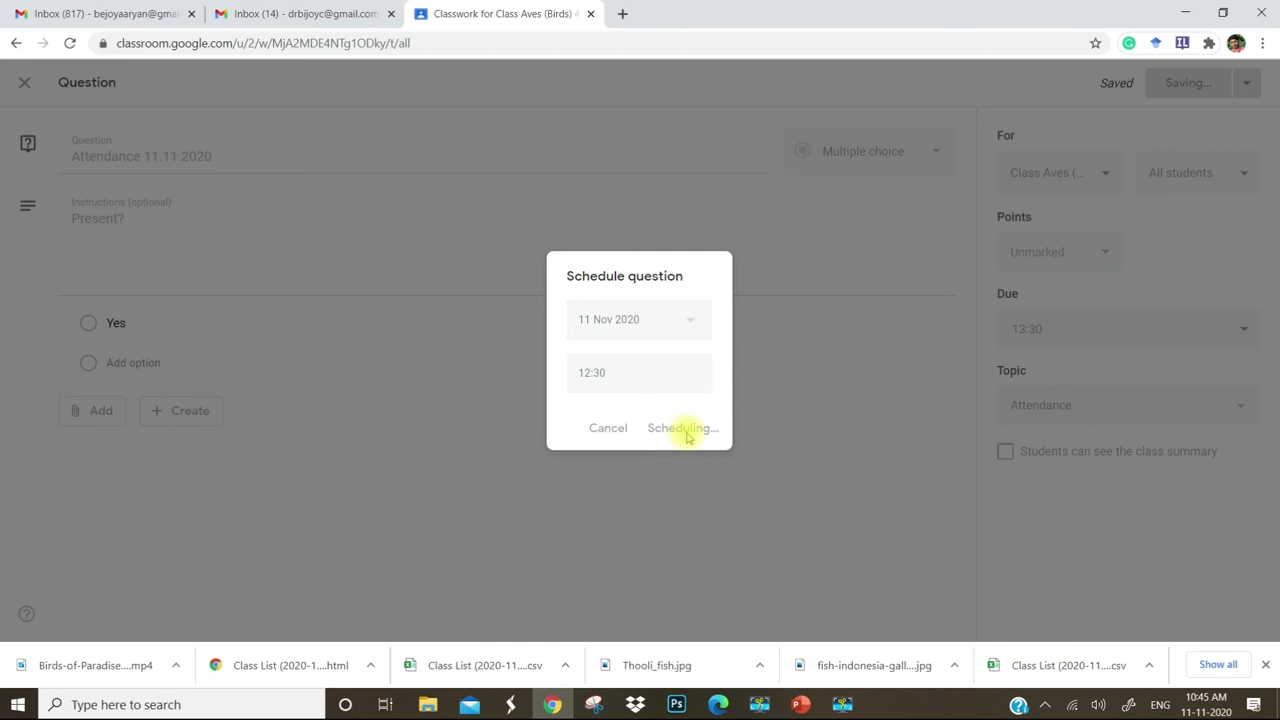 Inbox (817) - bejoyaaryan@gmai
Inbox (14) - drbijoyc@gmail.com
Classwork for Class Aves (Birds) 4
classroom.google.com/u/2/w/MjA2MDE4NTg1ODky/t/all
Question
Saved
Saving...
Question
Attendance 11.11.2020
Multiple choice
Instructions (optional)
Present?
Yes
Add option
Add
Create
For
Class Aves (...
All students
Points
Unmarked
Due
13:30
Topic
Attendance
Students can see the class summary
Schedule question
11 Nov 2020
12:30
Cancel
Scheduling...
Birds-of-Paradise....mp4
Class List (2020-1....html
Class List (2020-11....csv
Thooli_fish.jpg
fish-indonesia-gall....jpg
Class List (2020-11....csv
Show all
Type here to search
ENG
10:45 AM
11-11-2020